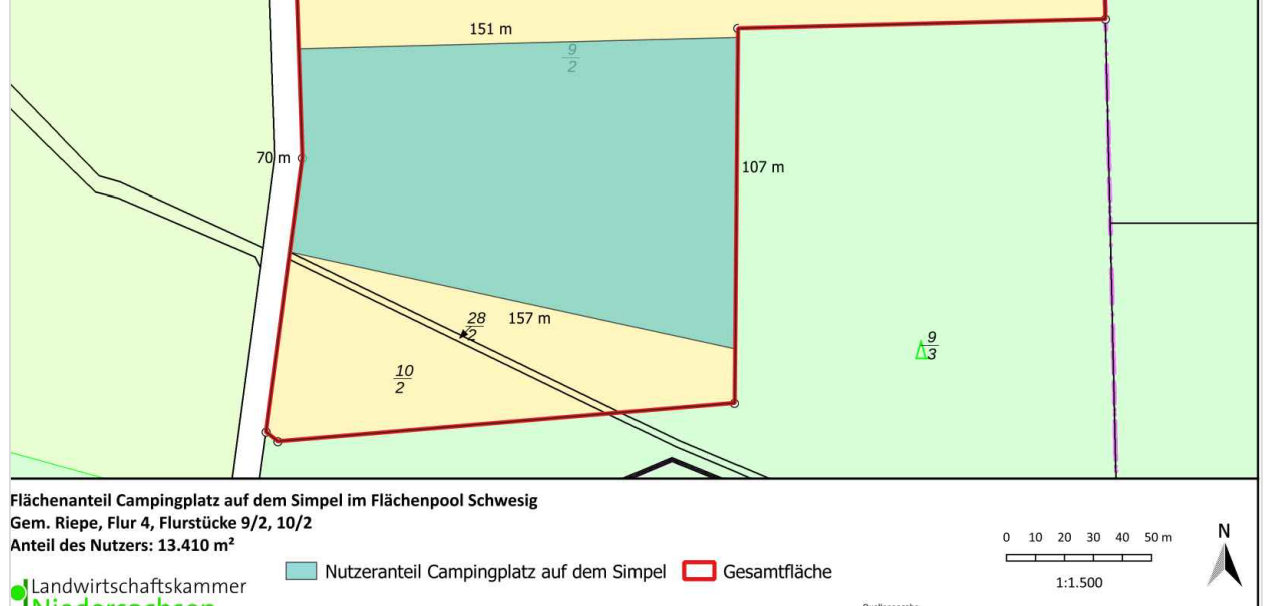 151 m
9
2
70 m
107 m
28
2
157 m
9
3
10
2
Flächenanteil Campingplatz auf dem Simpel im Flächenpool Schwesig
Gem. Riepe, Flur 4, Flurstücke 9/2, 10/2
Anteil des Nutzers: 13.410 m²
Nutzeranteil Campingplatz auf dem Simpel
Gesamtfläche
0 10 20 30 40 50 m
1:1.500
N
Landwirtschaftskammer
Niedersachsen